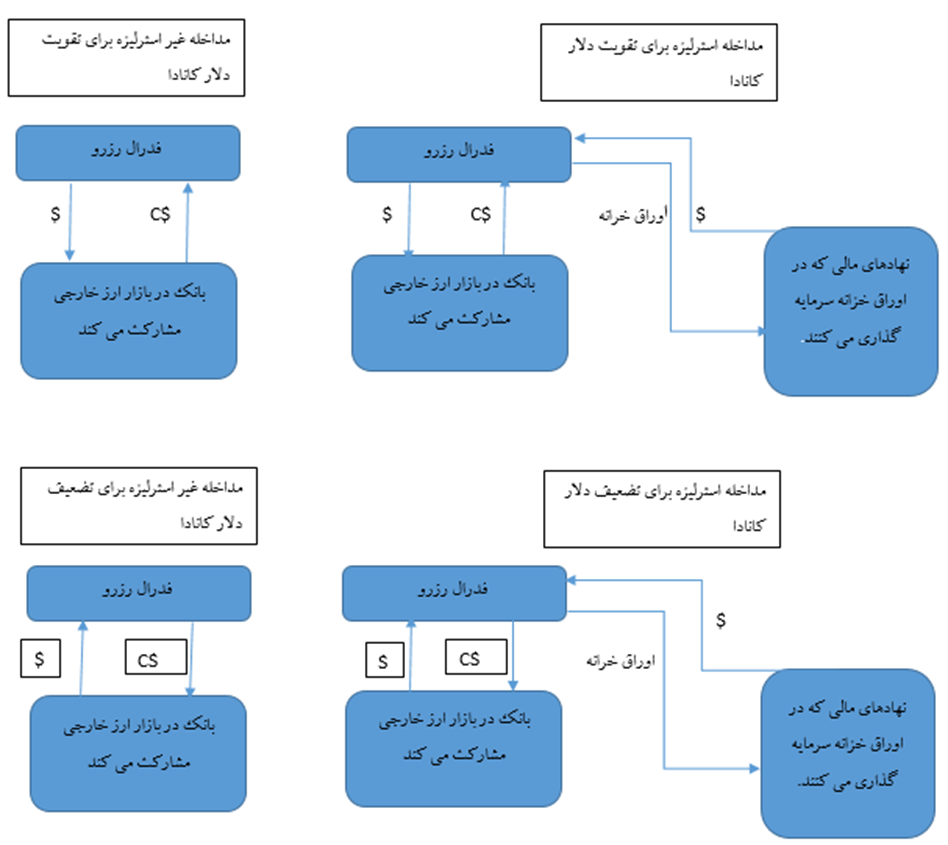 مداخله استرلیزه برای تقویت دلار
کانادا
فدرال رزرو
$
C$
أوراق خرانه
$
بانک در بازار ارز خارجی
مشارکت می کند
نهادهای مالی که در
اوراق خزانه سرمایه
گذاری می کنند.
مداخله غیر استرلیزه برای تقویت
دلار کانادا
فدرال رزرو
$
C$
بانک در بازار ارز خارجی
مشارکت می کند
مداخله استرلیزه برای تضعیف دلار
کانادا
فدرال رزرو
$
C$
اوراق خرانه
$
بانک در بازار ارز خارجی
مشارکت می کند
نهادهای مالی که در
اوراق خزانه سرمایه
گذاری می کنند.
مداخله غیر استرلیزه برای تضعیف
دلار کانادا
فدرال رزرو
$
C$
بانک در بازار ارز خارجی
مشارکت می کند